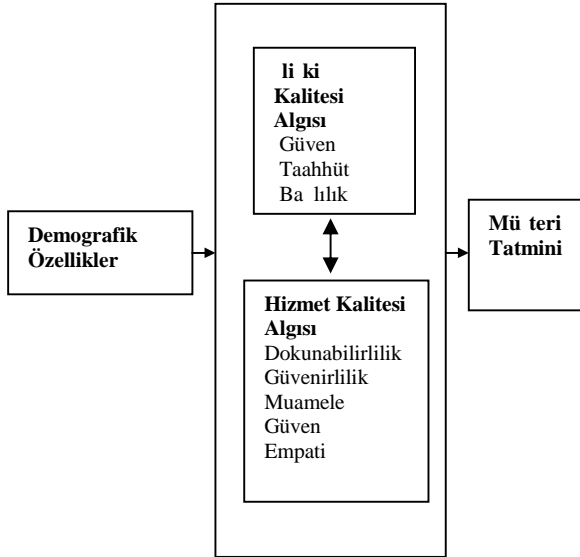 Demografik
Özellikler
li ki
Kalitesi
Algısı
Güven
Taahhüt
Ba lılık
Hizmet Kalitesi
Algısı
Dokunabilirlilik
Güvenirlilik
Muamele
Güven
Empati
Mü teri
Tatmini